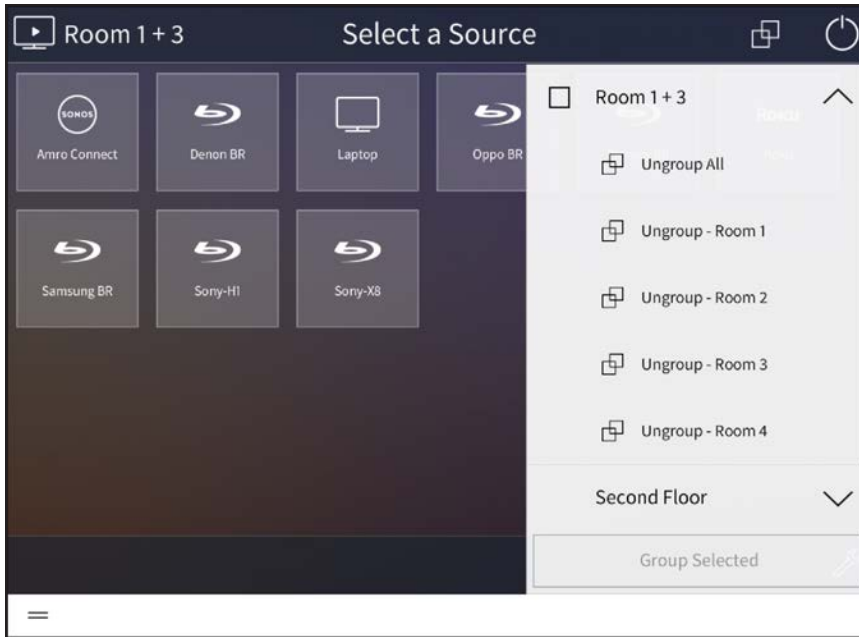 Room 1 + 3
Select a Source
SONOS
Amro Connect
Denon BR
Laptop
Oppo BR
Samsung BR
Sony-H1
Sony-X8
Room 1 + 3
Ungroup All
Ungroup - Room 1
Ungroup - Room 2
Ungroup - Room 3
Ungroup - Room 4
Second Floor
Group Selected